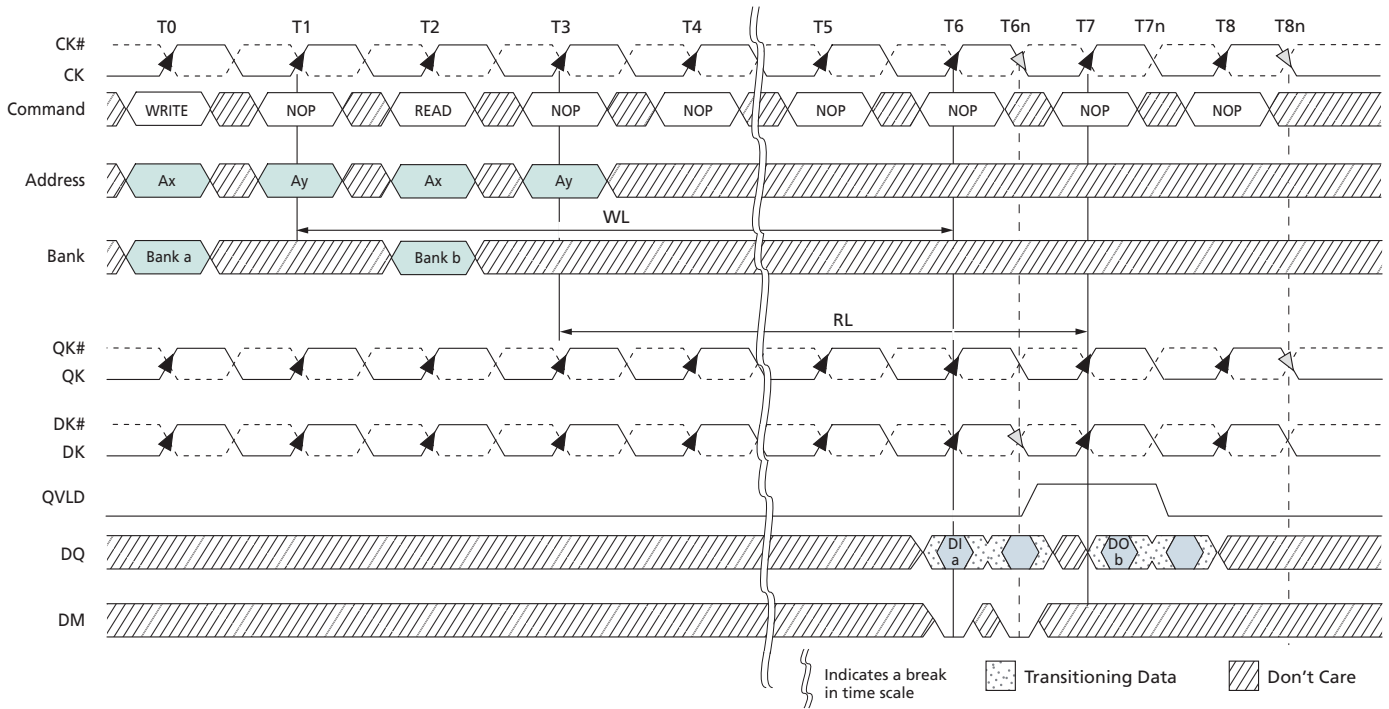 T0 T1 T2 T3 T4 T5 T6 T6n T7 T7n T8 T8n
CK#
CK
Command WRITE NOP READ NOP NOP NOP NOP NOP NOP
Address Ax Ay Ax Ay
WL
Bank Bank a Bank b
RL
QK#
QK
DK#
DK
QVLD
DQ DI a DO b
DM
Indicates a break in time scale Transitioning Data Don't Care